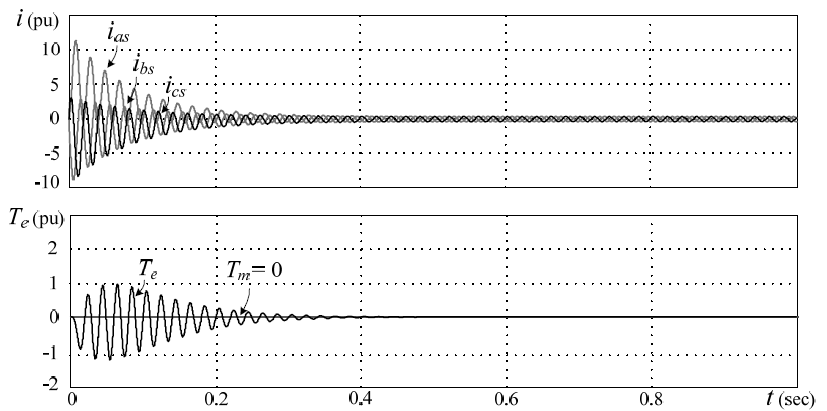 i (pu)
10
5
0
-5
-10
i_as
i_bs
i_cs
T_e (pu)
2
1
0
-1
-2
T_e
T_m = 0
0
0.2
0.4
0.6
0.8
t (sec)